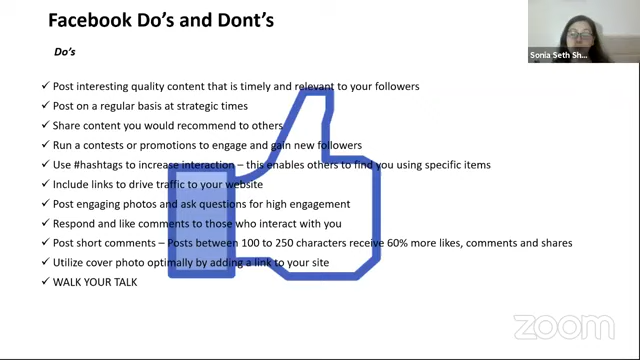 Facebook Do's and Dont's
Sonia Seth Sh...
Do's
✓ Post interesting quality content that is timely and relevant to your followers
✓ Post on a regular basis at strategic times
✓ Share content you would recommend to others
✓ Run a contests or promotions to engage and gain new followers
✓ Use #hashtags to increase interaction – this enables others to find you using specific items
✓ Include links to drive traffic to your website
✓ Post engaging photos and ask questions for high engagement
✓ Respond and like comments to those who interact with you
✓ Post short comments – Posts between 100 to 250 characters receive 60% more likes, comments and shares
✓ Utilize cover photo optimally by adding a link to your site
✓ WALK YOUR TALK
zoom